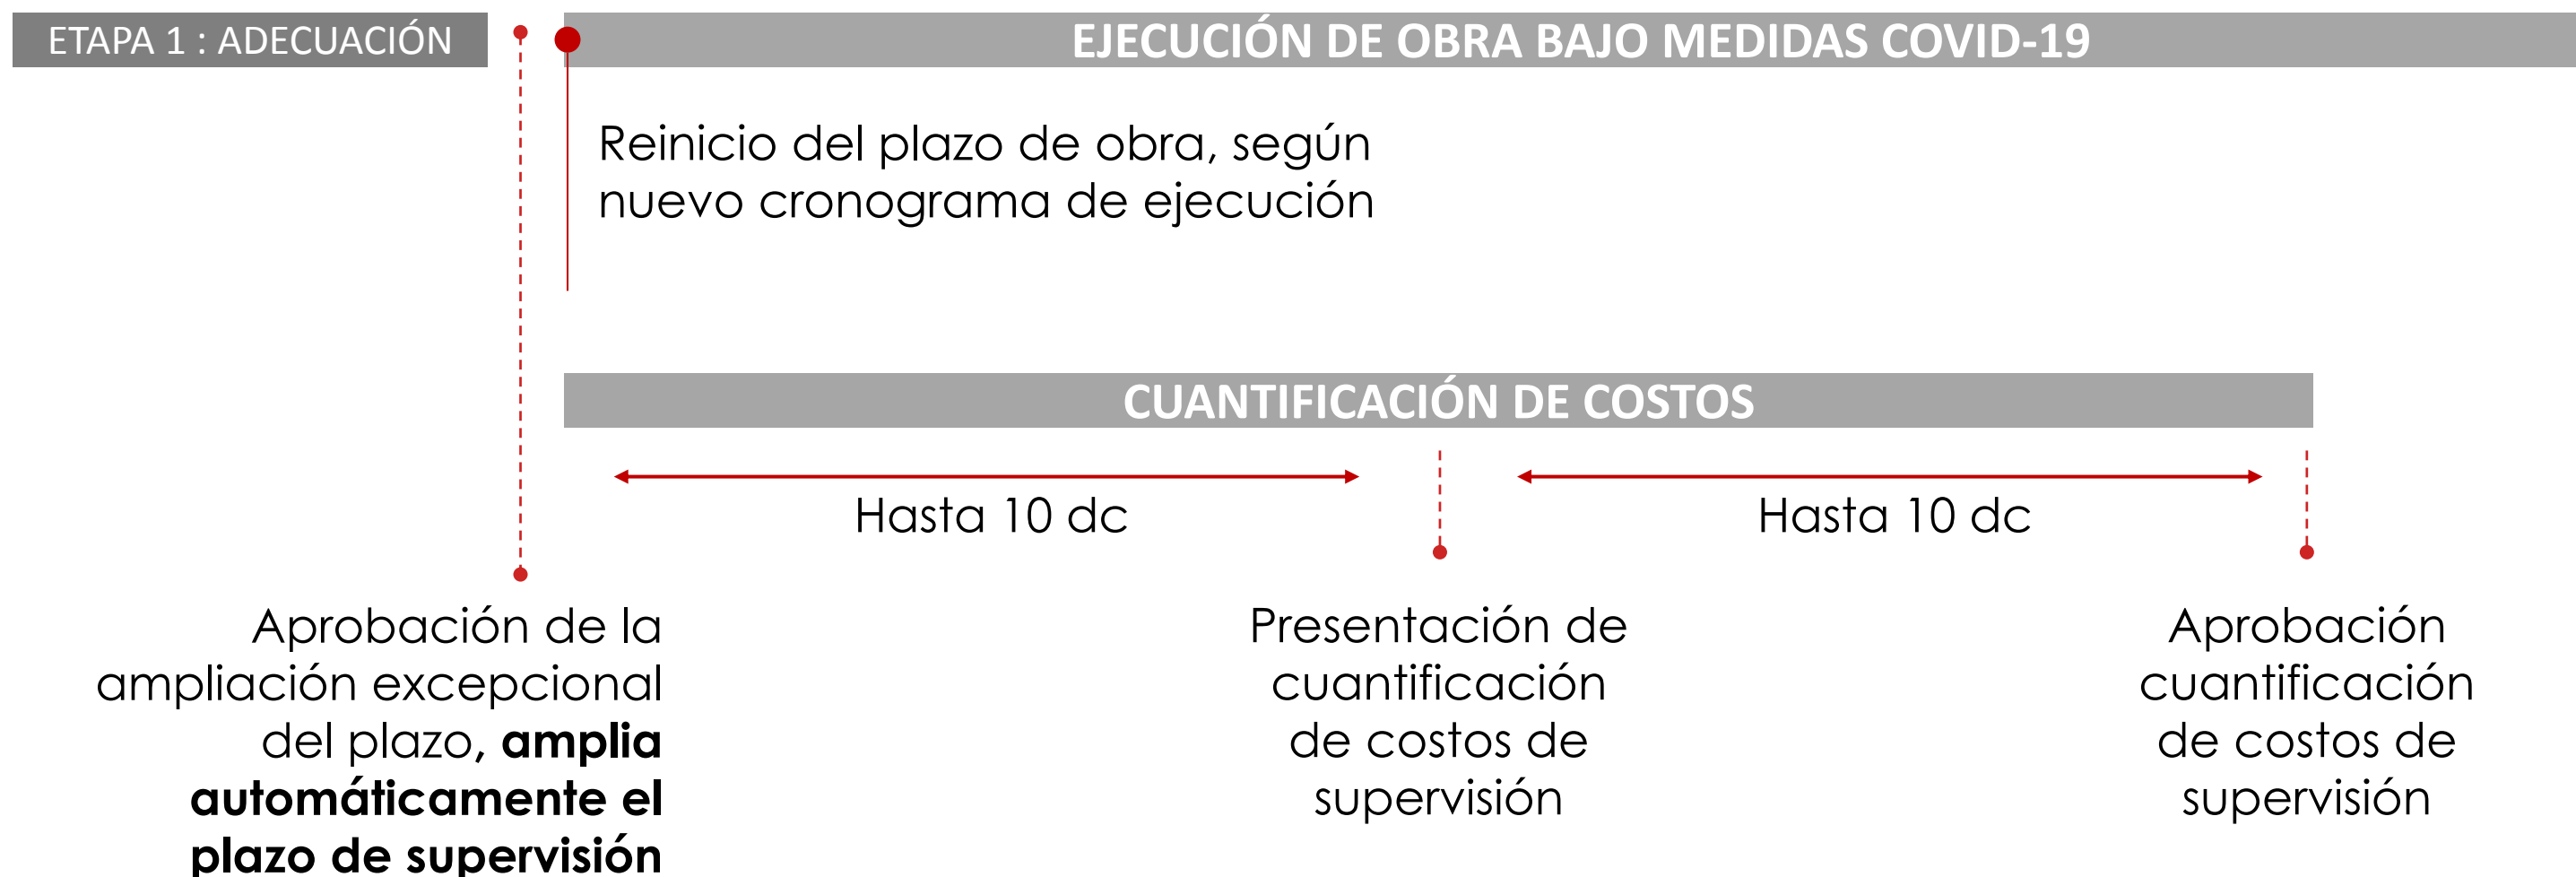 ETAPA 1 : ADECUACIÓN
EJECUCIÓN DE OBRA BAJO MEDIDAS COVID-19
Reinicio del plazo de obra, según
nuevo cronograma de ejecución
CUANTIFICACIÓN DE COSTOS
Hasta 10 dc
Hasta 10 dc
Aprobación de la
ampliación excepcional
del plazo, amplia
automáticamente el
plazo de supervisión
Presentación de
cuantificación
de costos de
supervisión
Aprobación
cuantificación
de costos de
supervisión